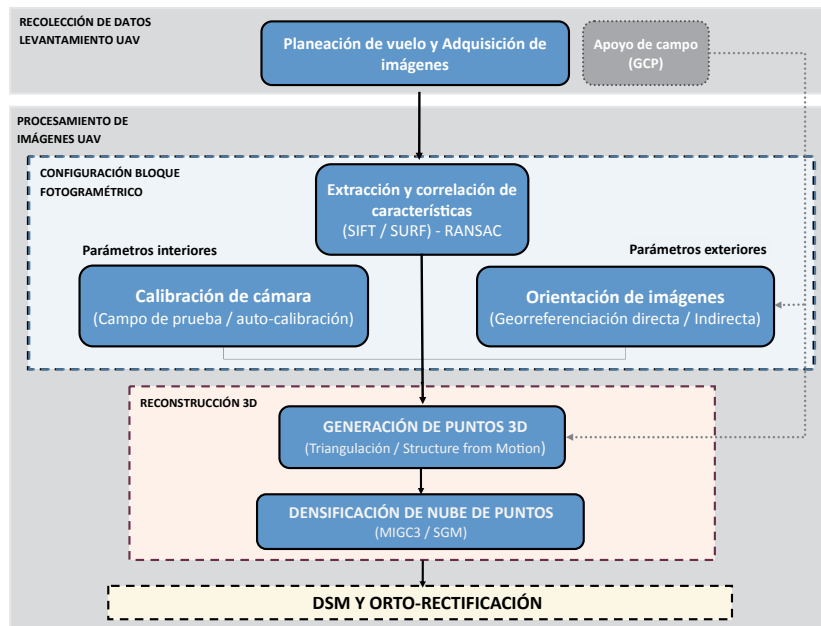 RECOLECCIÓN DE DATOS
LEVANTAMIENTO UAV
Planeación de vuelo y Adquisición de
imágenes
Apoyo de campo
(GCP)
PROCESAMIENTO DE
IMÁGENES UAV
CONFIGURACIÓN BLOQUE
FOTOGRAMÉTRICO
Extracción y correlación de
características
(SIFT / SURF) - RANSAC
Parámetros interiores
Parámetros exteriores
Calibración de cámara
(Campo de prueba / auto-calibración)
Orientación de imágenes
(Georreferenciación directa / Indirecta)
RECONSTRUCCIÓN 3D
GENERACIÓN DE PUNTOS 3D
(Triangulación / Structure from Motion)
DENSIFICACIÓN DE NUBE DE PUNTOS
(MIGC3 / SGM)
DSM Y ORTO-RECTIFICACIÓN